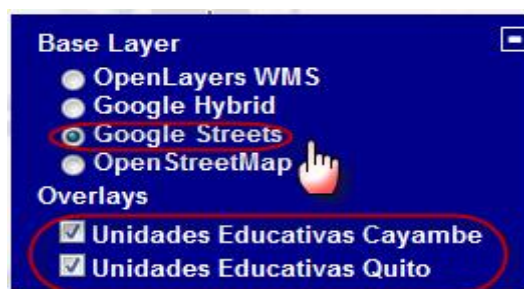 Base Layer
OpenLayers WMS
Google Hybrid
Google Streets
OpenStreetMap
Overlays
Unidades Educativas Cayambe
Unidades Educativas Quito